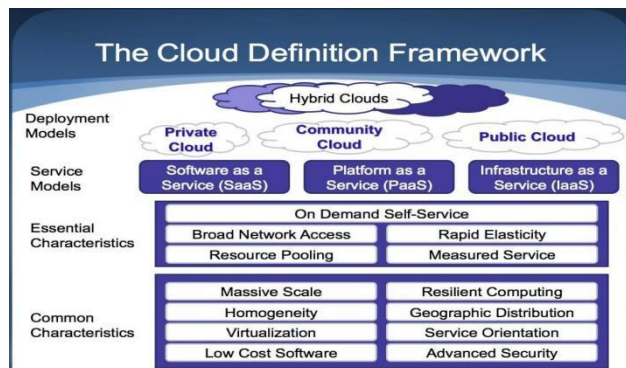 The Cloud Definition Framework
Hybrid Clouds
Deployment
Models
Private
Cloud
Community
Cloud
Public Cloud
Service
Models
Software as a
Service (SaaS)
Platform as a
Service (PaaS)
Infrastructure as a
Service (IaaS)
Essential
Characteristics
On Demand Self-Service
Broad Network Access
Rapid Elasticity
Resource Pooling
Measured Service
Common
Characteristics
Massive Scale
Resilient Computing
Homogeneity
Geographic Distribution
Virtualization
Service Orientation
Low Cost Software
Advanced Security